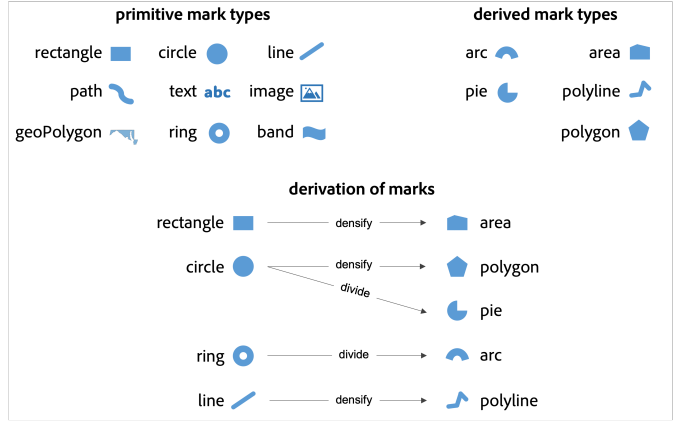 primitive mark types
derived mark types
rectangle circle line
arc area
path text abc image
pie polyline
geoPolygon ring band
polygon
derivation of marks
rectangle densify area
circle densify polygon
divide pie
ring divide arc
line densify polyline